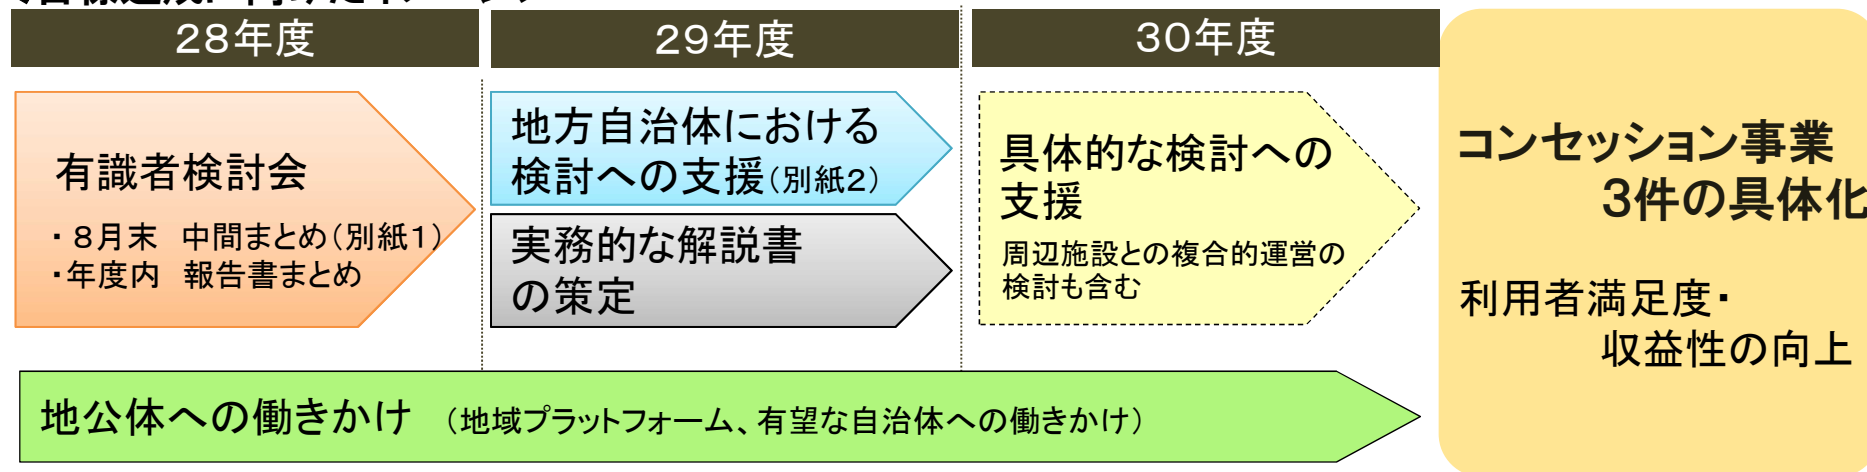 28年度
29年度
30年度
有識者検討会
・8月末　中間まとめ(別紙1)
・年度内　報告書まとめ
地方自治体における
検討への支援(別紙2)
実務的な解説書
の策定
具体的な検討への
支援
周辺施設との複合的運営の
検討も含む
地公体への働きかけ　(地域プラットフォーム、有望な自治体への働きかけ)
コンセッション事業
3件の具体化
利用者満足度・
収益性の向上